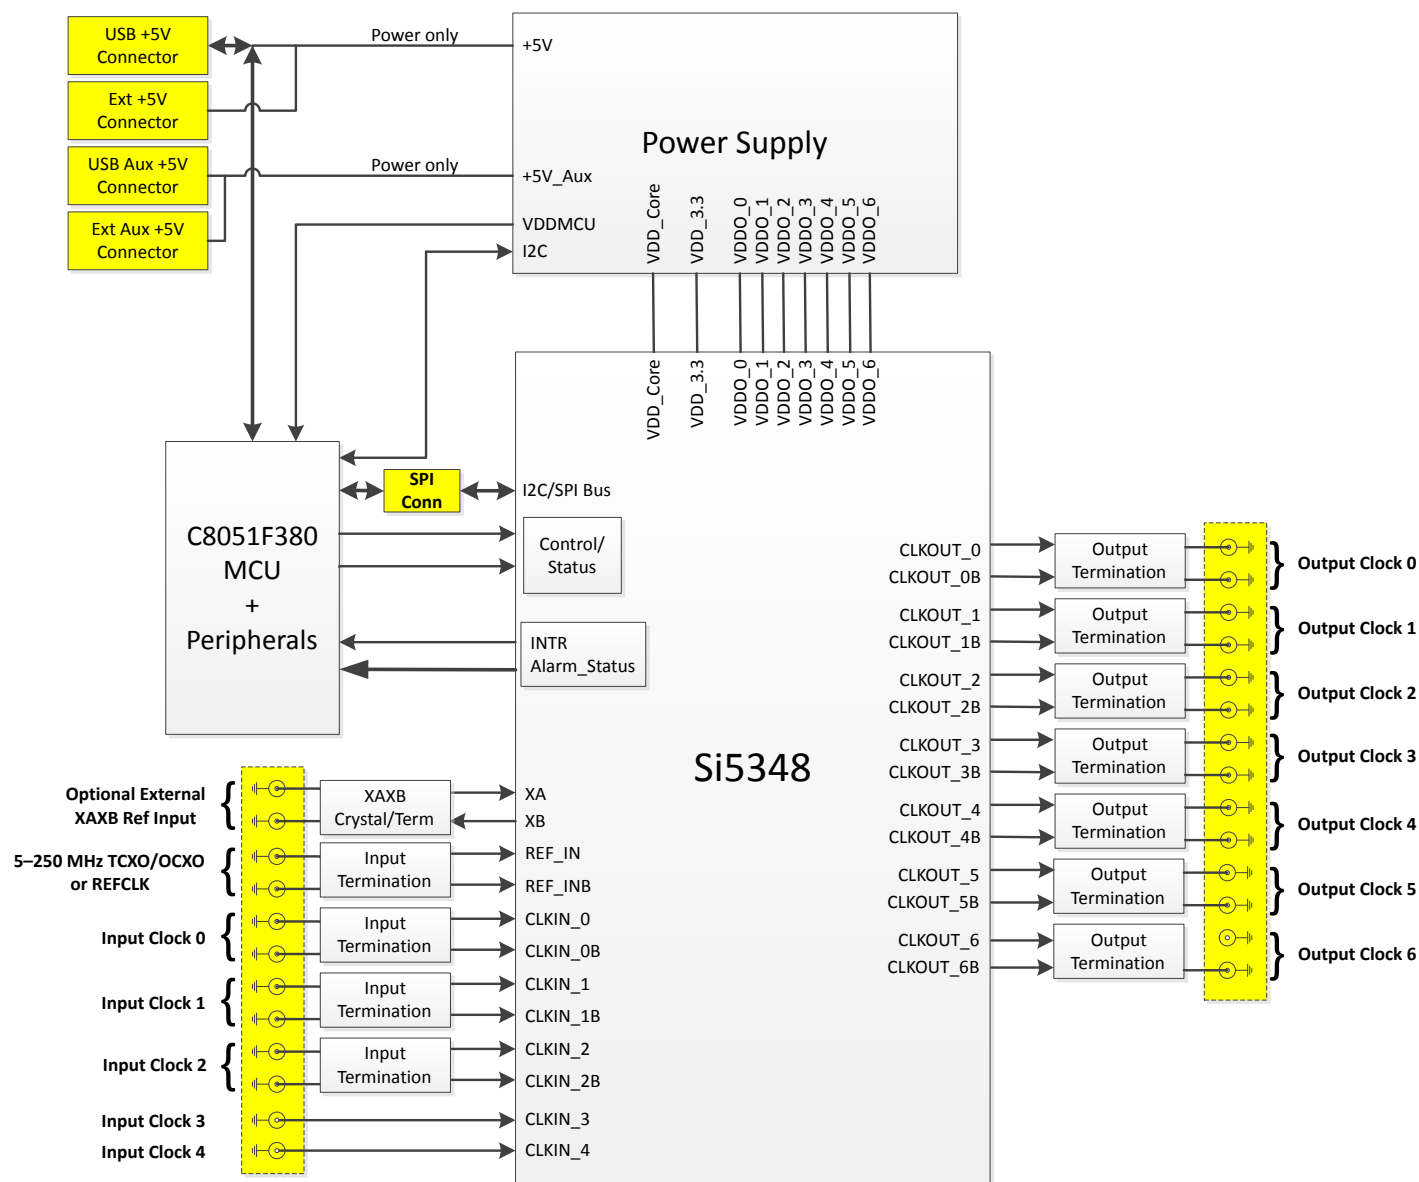 USB +5V
Connector
Ext +5V
Connector
USB Aux +5V
Connector
Ext Aux +5V
Connector
Power only
Power only
+5V
Power Supply
+5V_Aux
VDDMCU
I2C
VDD_Core
VDD_3.3
VDDO_0
VDDO_1
VDDO_2
VDDO_3
VDDO_4
VDDO_5
VDDO_6
VDD_Core
VDD_3.3
VDDO_0
VDDO_1
VDDO_2
VDDO_3
VDDO_4
VDDO_5
VDDO_6
C8051F380
MCU
+
Peripherals
SPI
Conn
I2C/SPI Bus
Control/
Status
INTR
Alarm_Status
Si5348
Optional External
XAXB Ref Input
XAXB
Crystal/Term
XA
XB
5–250 MHz TCXO/OCXO
or REFCLK
Input
Termination
REF_IN
REF_INB
Input Clock 0
Input
Termination
CLKIN_0
CLKIN_0B
Input Clock 1
Input
Termination
CLKIN_1
CLKIN_1B
Input Clock 2
Input
Termination
CLKIN_2
CLKIN_2B
Input Clock 3
CLKIN_3
Input Clock 4
CLKIN_4
CLKOUT_0
CLKOUT_0B
Output
Termination
Output Clock 0
CLKOUT_1
CLKOUT_1B
Output
Termination
Output Clock 1
CLKOUT_2
CLKOUT_2B
Output
Termination
Output Clock 2
CLKOUT_3
CLKOUT_3B
Output
Termination
Output Clock 3
CLKOUT_4
CLKOUT_4B
Output
Termination
Output Clock 4
CLKOUT_5
CLKOUT_5B
Output
Termination
Output Clock 5
CLKOUT_6
CLKOUT_6B
Output
Termination
Output Clock 6